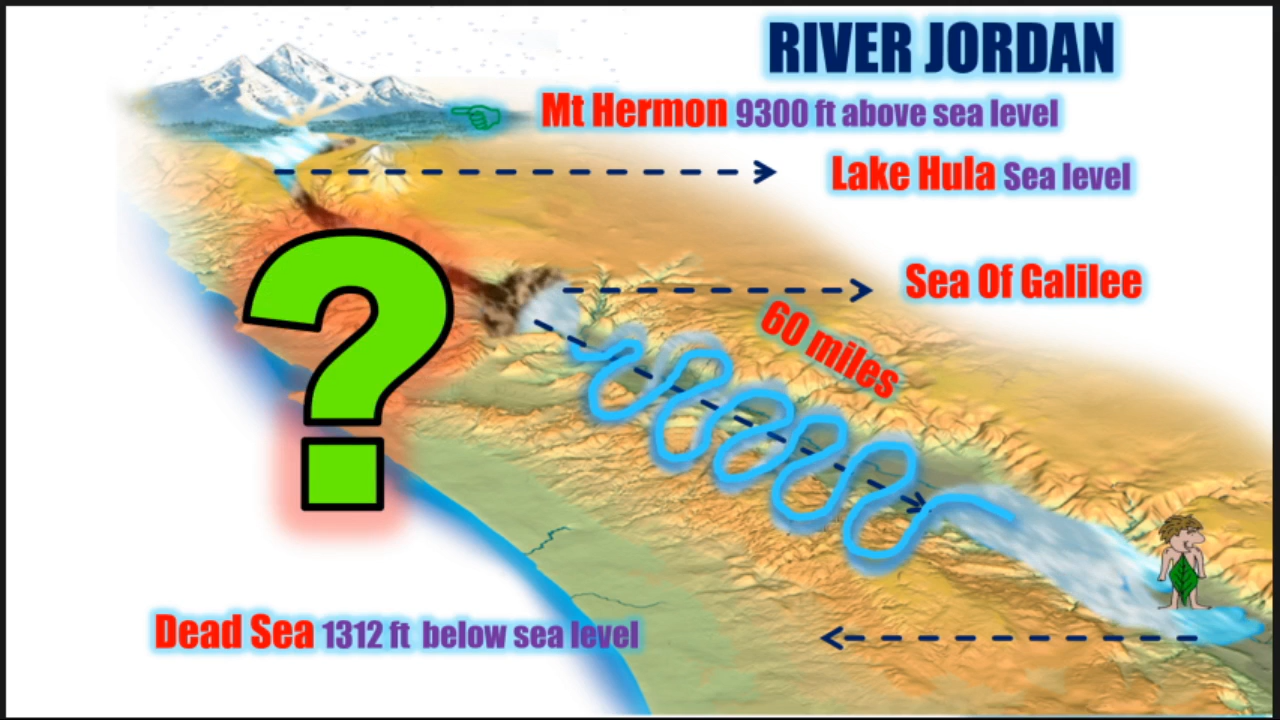 RIVER JORDAN
Mt Hermon 9300 ft above sea level
Lake Hula Sea level
Sea Of Galilee
60 miles
?
Dead Sea 1312 ft below sea level